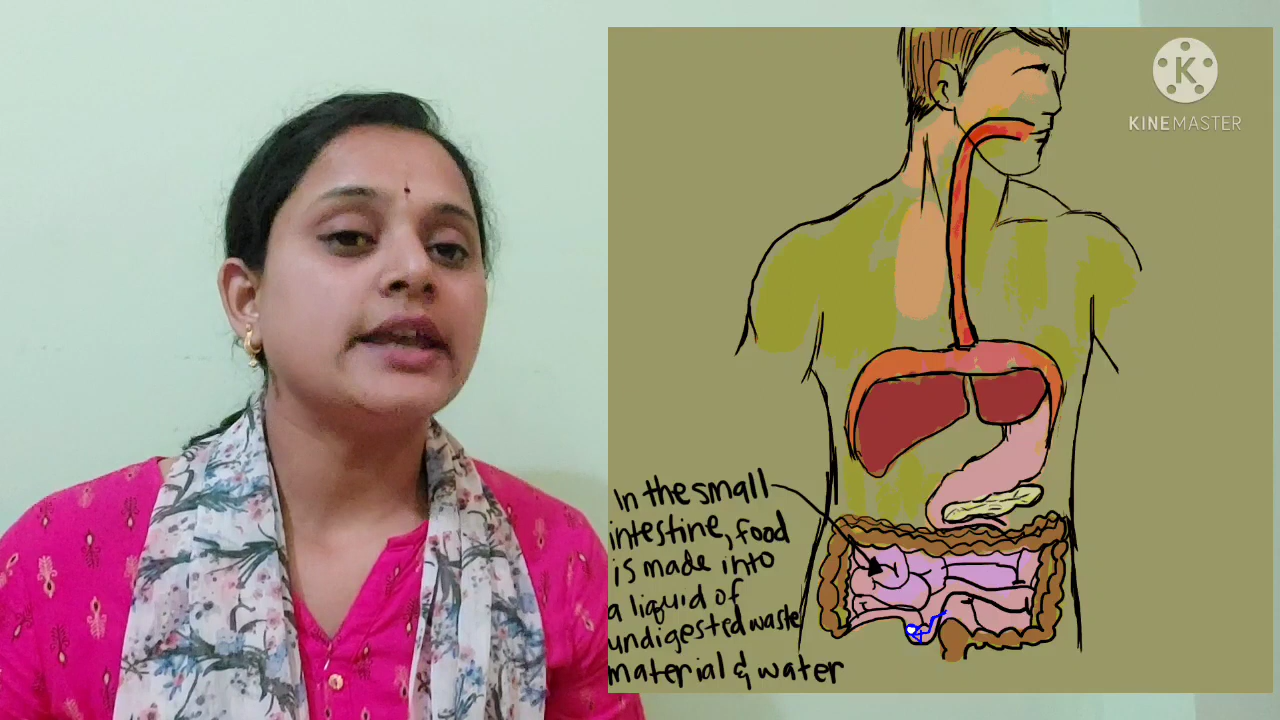 KINEMASTER
In the small
intestine, food
is made into
a liquid of
undigested waste
material & water